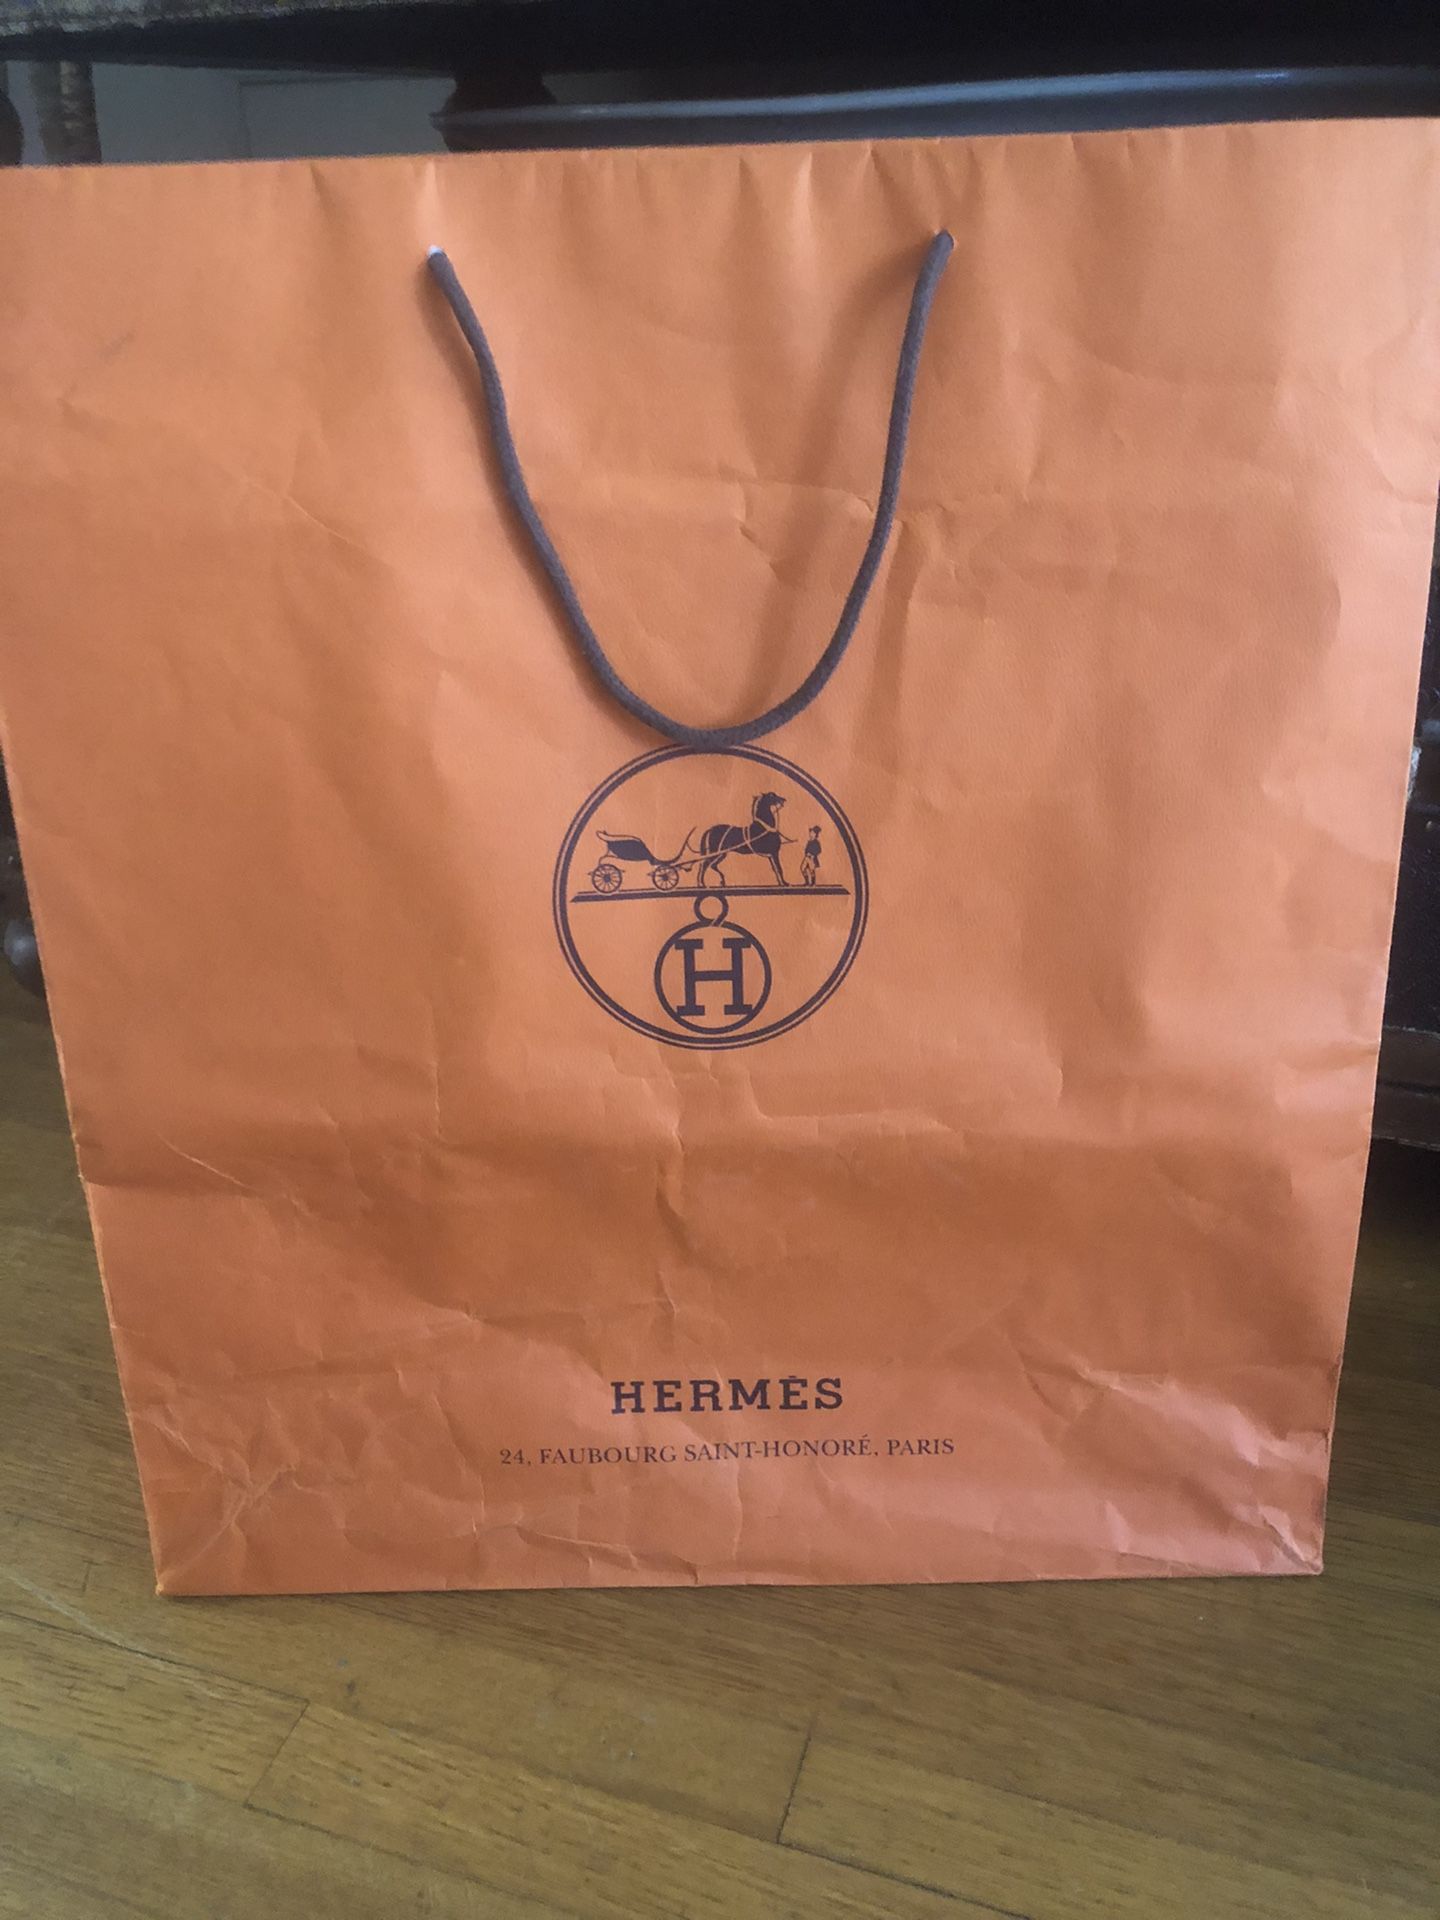 H
HERMÈS
24, FAUBOURG SAINT-HONORÉ, PARIS